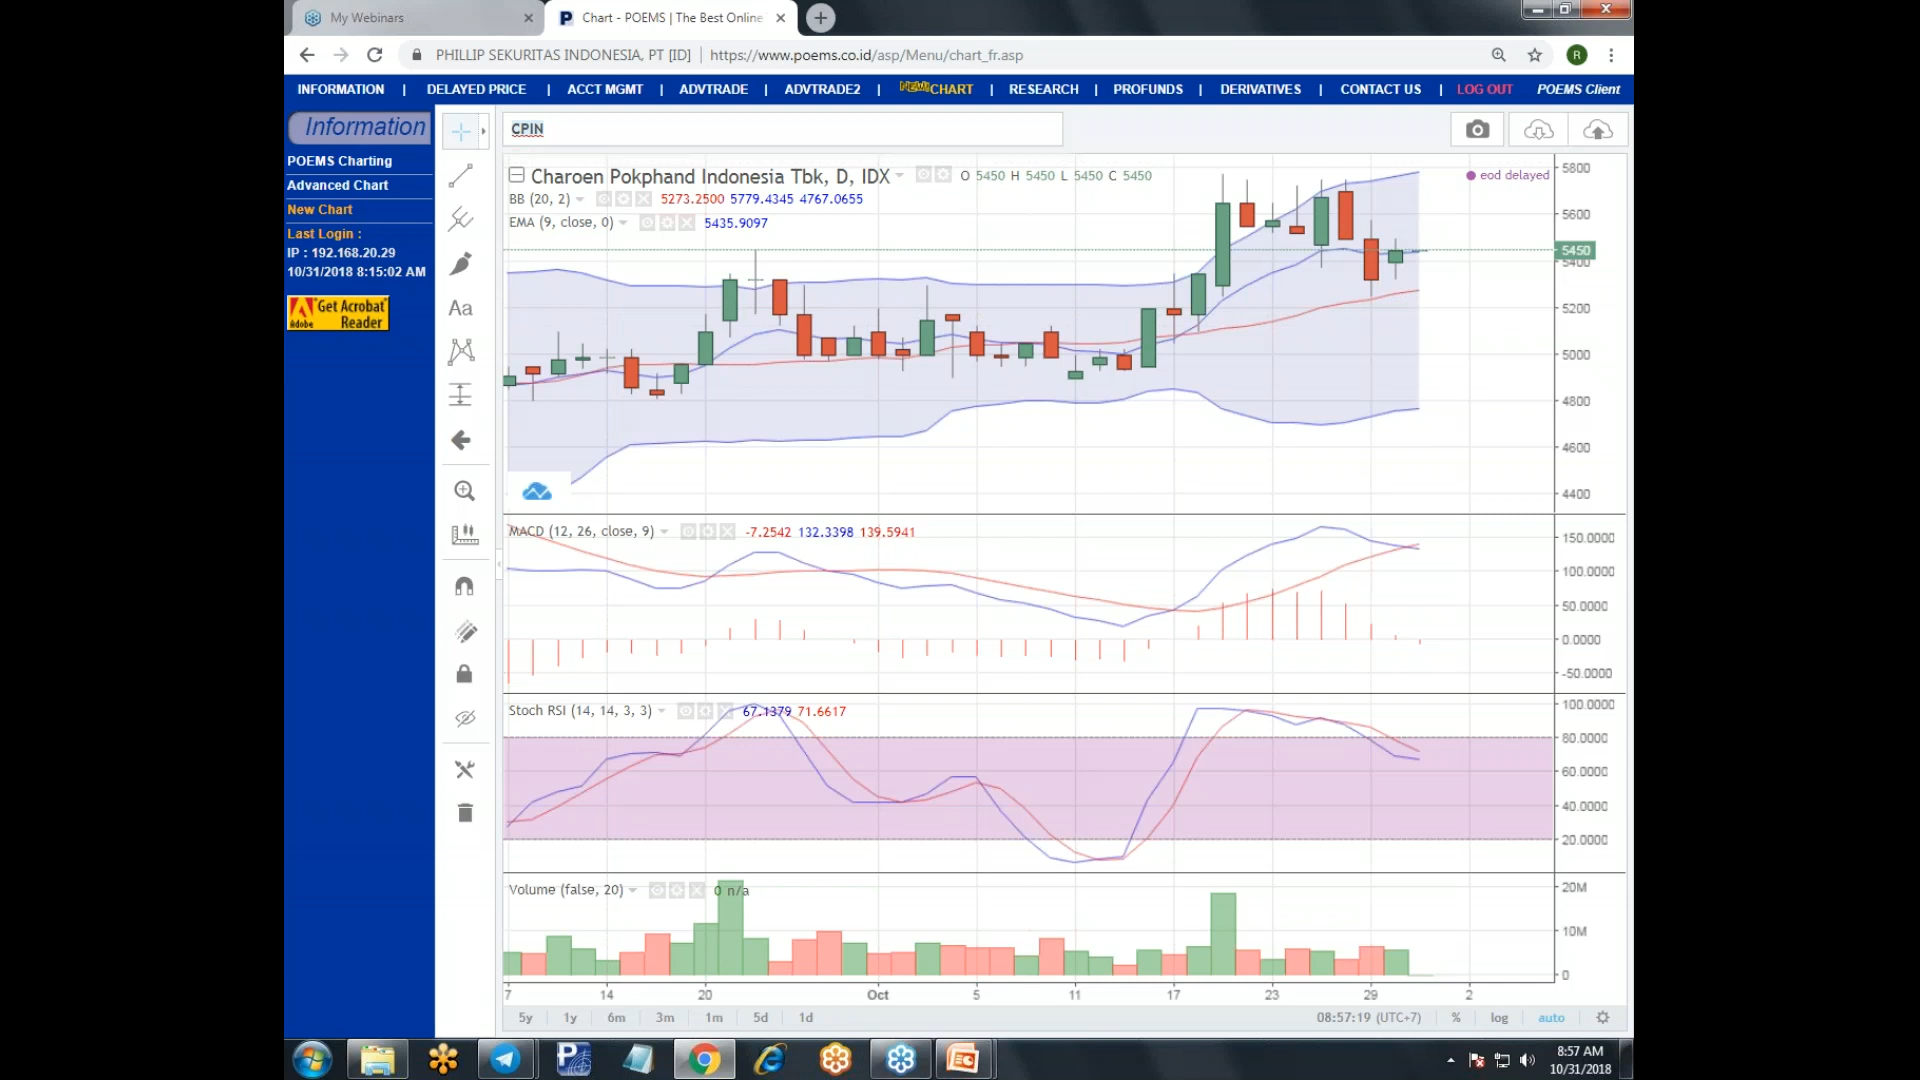 My Webinars
Chart - POEMS | The Best Online
PHILLIP SEKURITAS INDONESIA, PT [ID] | https://www.poems.co.id/asp/Menu/chart_fr.asp
R
INFORMATION | DELAYED PRICE | ACCT MGMT | ADVTRADE | ADVTRADE2 | NEW! CHART | RESEARCH | PROFUNDS | DERIVATIVES | CONTACT US | LOG OUT POEMS Client
Information
POEMS Charting
Advanced Chart
New Chart
Last Login :
IP : 192.168.20.29
10/31/2018 8:15:02 AM
Get Acrobat
Adobe Reader
Aa
CPIN
Charoen Pokphand Indonesia Tbk, D, IDX O 5450 H 5450 L 5450 C 5450
eod delayed
BB (20, 2) 5273.2500 5779.4345 4767.0655
EMA (9, close, 0) 5435.9097
5800
5600
5450
5400
5200
5000
4800
4600
4400
MACD (12, 26, close, 9) -7.2542 132.3398 139.5941
150.0000
100.0000
50.0000
0.0000
-50.0000
Stoch RSI (14, 14, 3, 3) 67.1379 71.6617
100.0000
80.0000
60.0000
40.0000
20.0000
Volume (false, 20) 0 n/a
20M
10M
0
7 14 20 Oct 5 11 17 23 29 2
5y 1y 6m 3m 1m 5d 1d 08:57:19 (UTC+7) % log auto
8:57 AM
10/31/2018